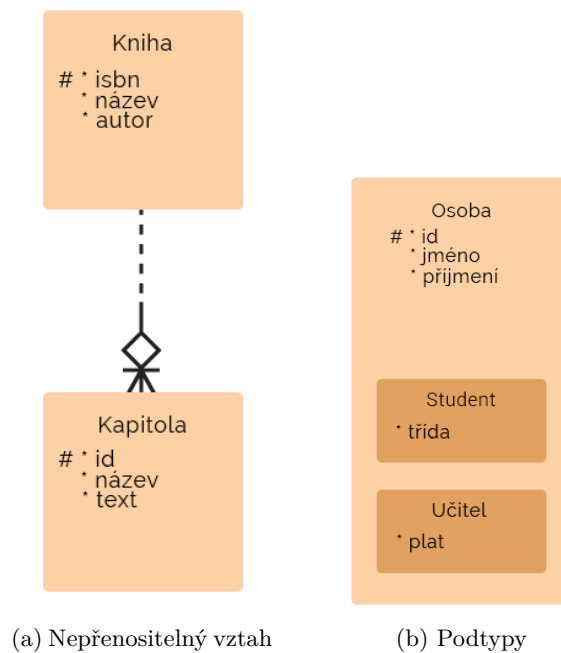 Kniha
# * isbn
* název
* autor
Kapitola
# * id
* název
* text
(a) Nepřenositelný vztah
Osoba
# * id
* jméno
* příjmení
Student
* třída
Učitel
* plat
(b) Podtypy